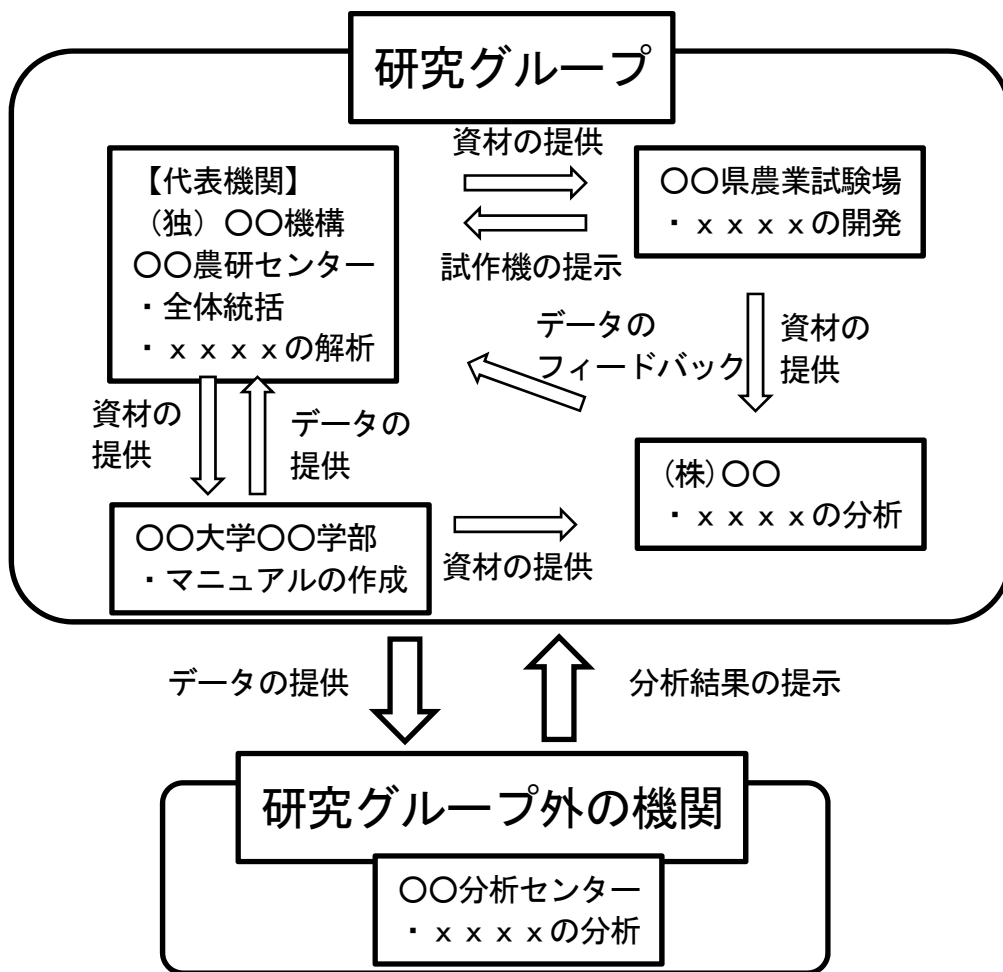 研究グループ
資材の提供
【代表機関】
（独）〇〇機構
〇〇農研センター
・全体統括
・ｘｘｘｘの解析
〇〇県農業試験場
・ｘｘｘｘの開発
試作機の提示
データの
フィードバック
資材の
提供
資材の
提供
データの
提供
(株)〇〇
・ｘｘｘｘの分析
〇〇大学〇〇学部
・マニュアルの作成
資材の提供
データの提供
分析結果の提示
研究グループ外の機関
〇〇分析センター
・ｘｘｘｘの分析